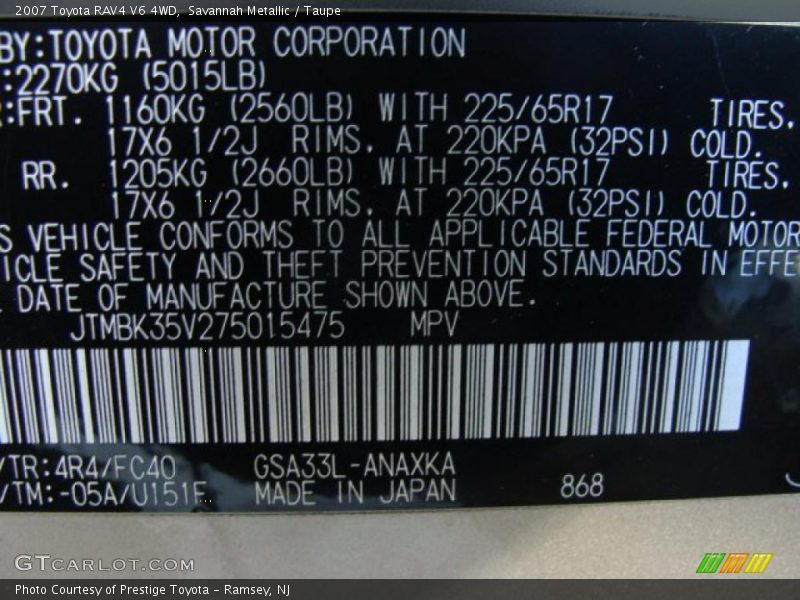 2007 Toyota RAV4 V6 4WD, Savannah Metallic / Taupe
BY:TOYOTA MOTOR CORPORATION
:2270KG (5015LB)
:FRT. 1160KG (2560LB) WITH 225/65R17 TIRES.
17X6 1/2J RIMS. AT 220KPA (32PSI) COLD.
RR. 1205KG (2660LB) WITH 225/65R17 TIRES.
17X6 1/2J RIMS. AT 220KPA (32PSI) COLD.
S VEHICLE CONFORMS TO ALL APPLICABLE FEDERAL MOTOR
ICLE SAFETY AND THEFT PREVENTION STANDARDS IN EFFE
DATE OF MANUFACTURE SHOWN ABOVE.
JTMBK35V275015475 MPV
/TR:4R4/FC40 GSA33L-ANAXKA
/TM:-05A/U151F MADE IN JAPAN 868
GTCARLOT.COM
Photo Courtesy of Prestige Toyota - Ramsey, NJ